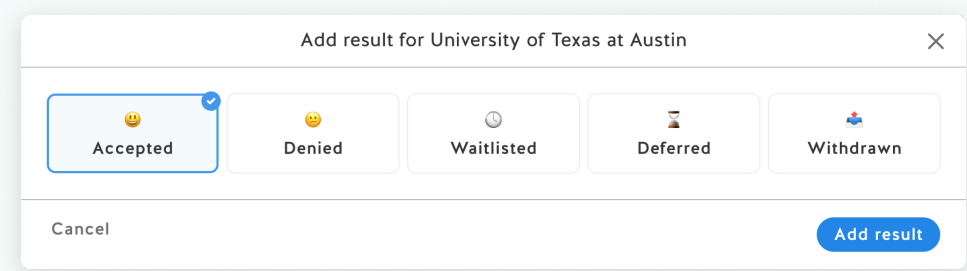 Add result for University of Texas at Austin
Accepted
Denied
Waitlisted
Deferred
Withdrawn
Cancel
Add result